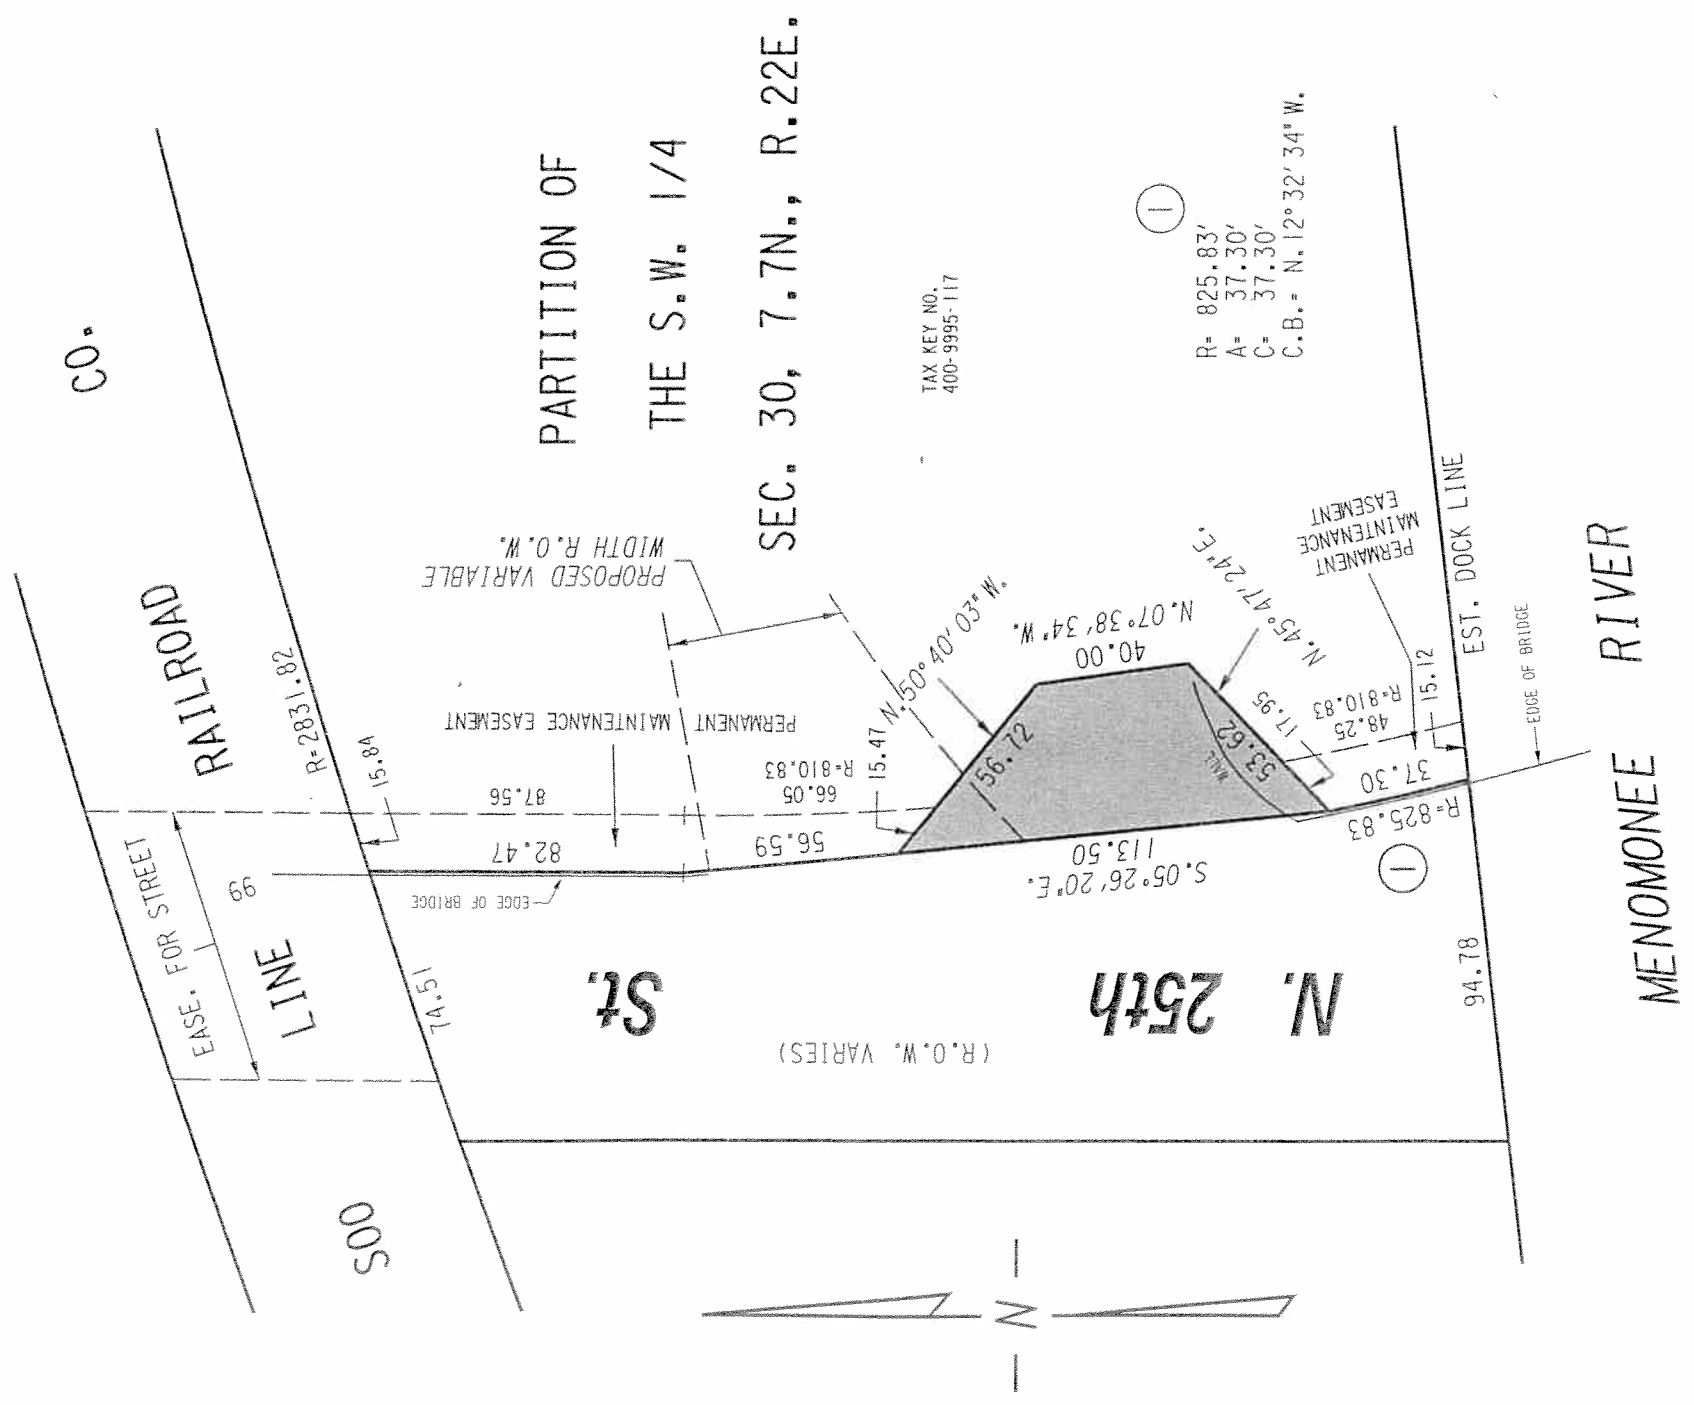 CO.
RAILROAD
LINE
SOO
EASE. FOR STREET
66
R=2831.82
15.84
74.51
PARTITION OF
THE S.W. 1/4
SEC. 30, 7.7N., R.22E.
PROPOSED VARIABLE
WIDTH R.O.W.
TAX KEY NO.
400-9995-117
1
R= 825.83'
A= 37.30'
C= 37.30'
C.B.= N.12°32'34"W.
PERMANENT MAINTENANCE EASEMENT
87.56
82.47
EDGE OF BRIDGE
66.05
R=810.83
56.59
15.47
N.50°40'03"W.
56.72
N.07°38'34"W.
40.00
N.45°47'24"E.
17.95
53.62
WALL
113.50
S.05°26'20"E.
48.25
R=810.83
37.30
R=825.83
1
15.12
PERMANENT
MAINTENANCE
EASEMENT
EST. DOCK LINE
EDGE OF BRIDGE
94.78
N. 25th St.
(R.O.W. VARIES)
MENOMONEE RIVER
N